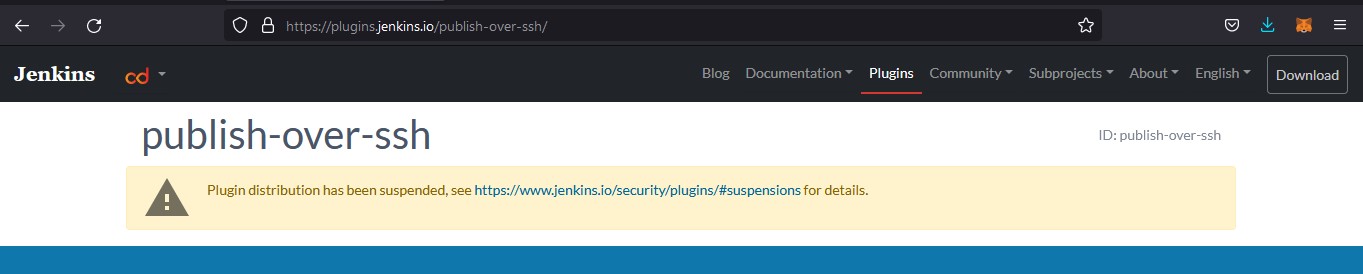 https://plugins.jenkins.io/publish-over-ssh/
Jenkins cd Blog Documentation Plugins Community Subprojects About English Download
publish-over-ssh ID: publish-over-ssh
Plugin distribution has been suspended, see https://www.jenkins.io/security/plugins/#suspensions for details.